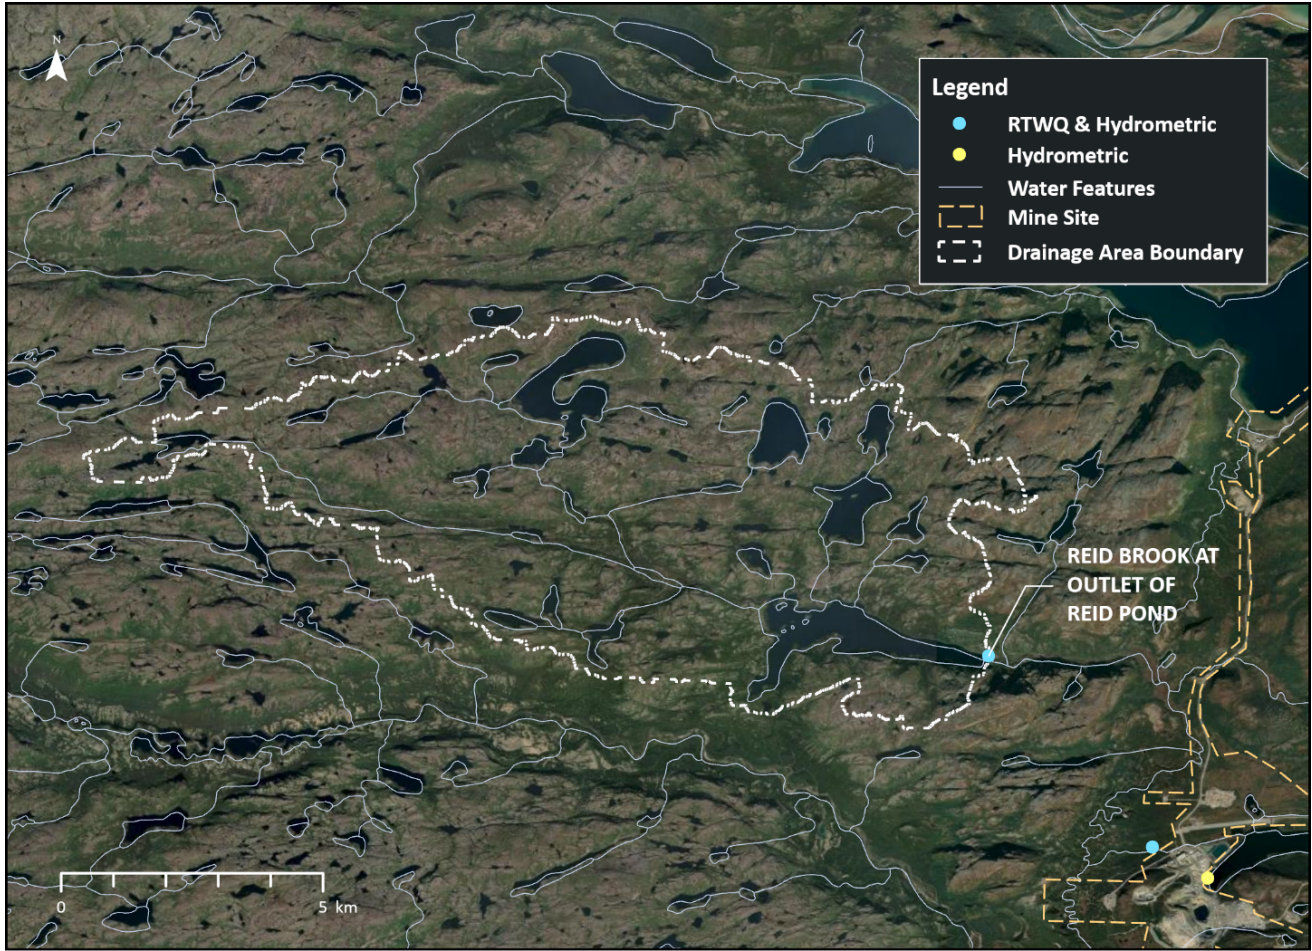 N
Legend
RTWQ & Hydrometric
Hydrometric
Water Features
Mine Site
Drainage Area Boundary
REID BROOK AT
OUTLET OF
REID POND
0 5 km